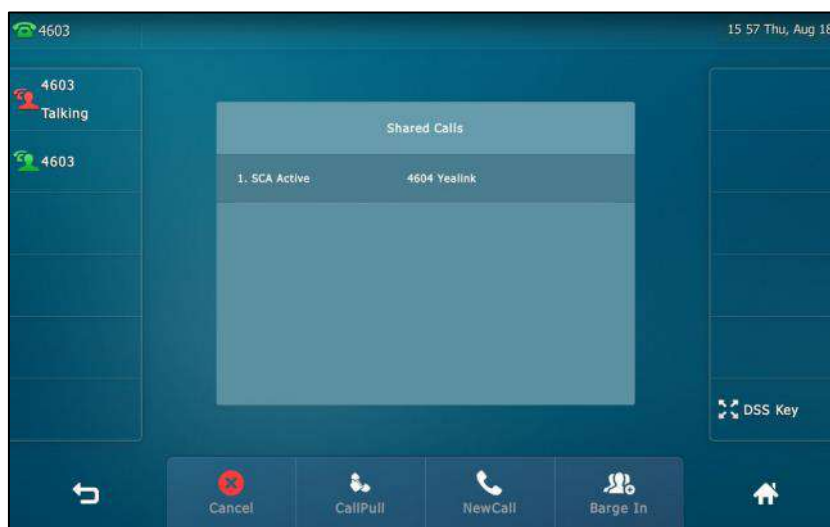 4603
15 57 Thu, Aug 18
4603
Talking
4603
Shared Calls
1. SCA Active 4604 Yealink
DSS Key
Cancel CallPull NewCall Barge In